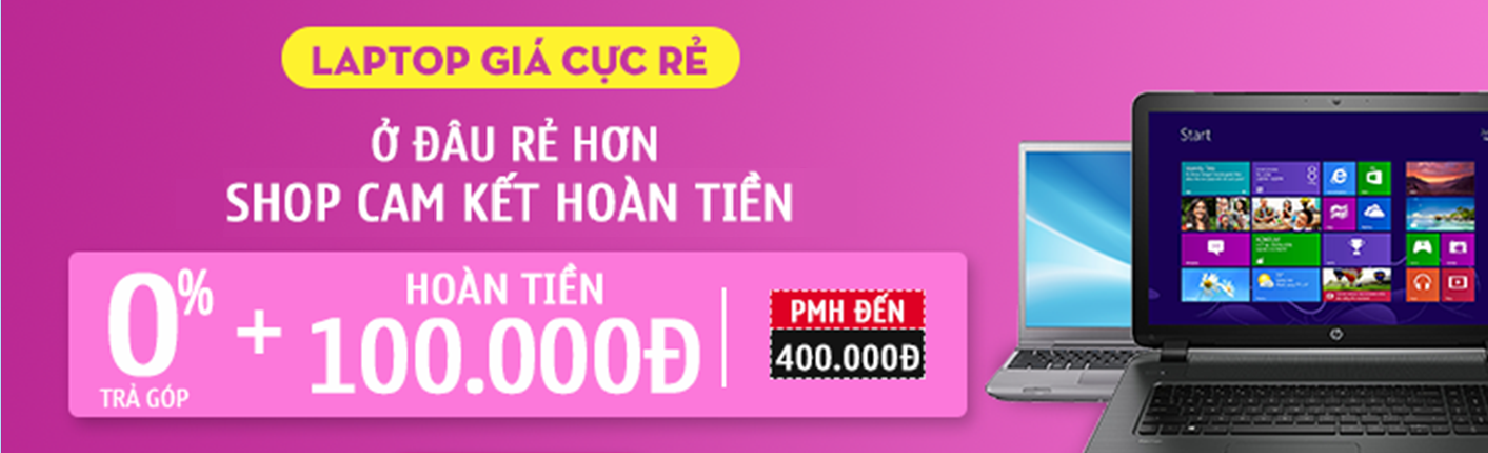 LAPTOP GIÁ CỰC RẺ
Ở ĐÂU RẺ HƠN
SHOP CAM KẾT HOÀN TIỀN
0%
TRẢ GÓP
+
HOÀN TIỀN
100.000Đ
PMH ĐẾN
400.000Đ
Start
hp